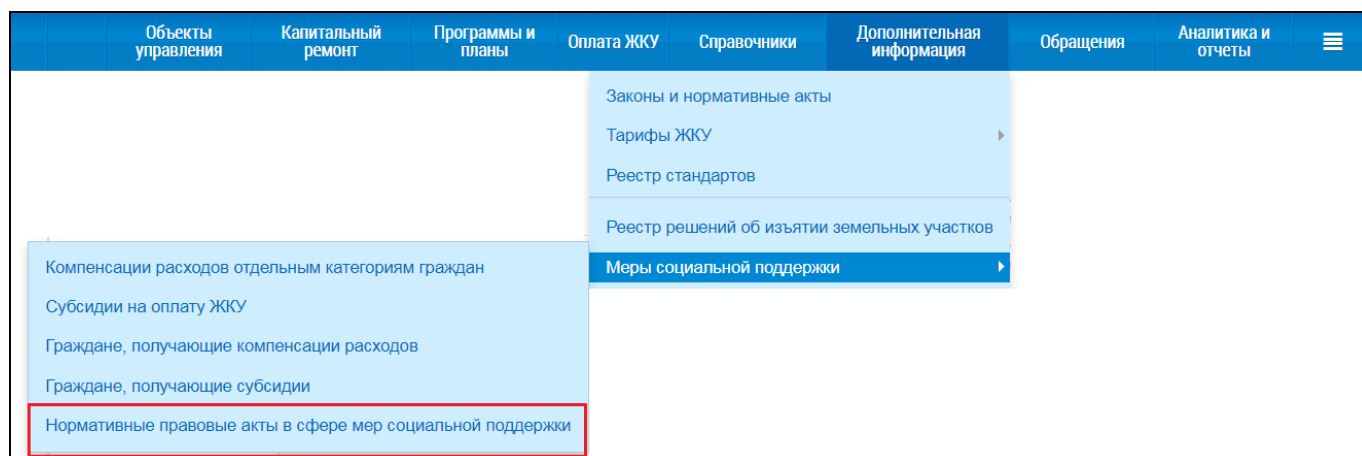 Объекты управления
Капитальный ремонт
Программы и планы
Оплата ЖКУ
Справочники
Дополнительная информация
Обращения
Аналитика и отчеты
Законы и нормативные акты
Тарифы ЖКУ
Реестр стандартов
Реестр решений об изъятии земельных участков
Меры социальной поддержки
Компенсации расходов отдельным категориям граждан
Субсидии на оплату ЖКУ
Граждане, получающие компенсации расходов
Граждане, получающие субсидии
Нормативные правовые акты в сфере мер социальной поддержки